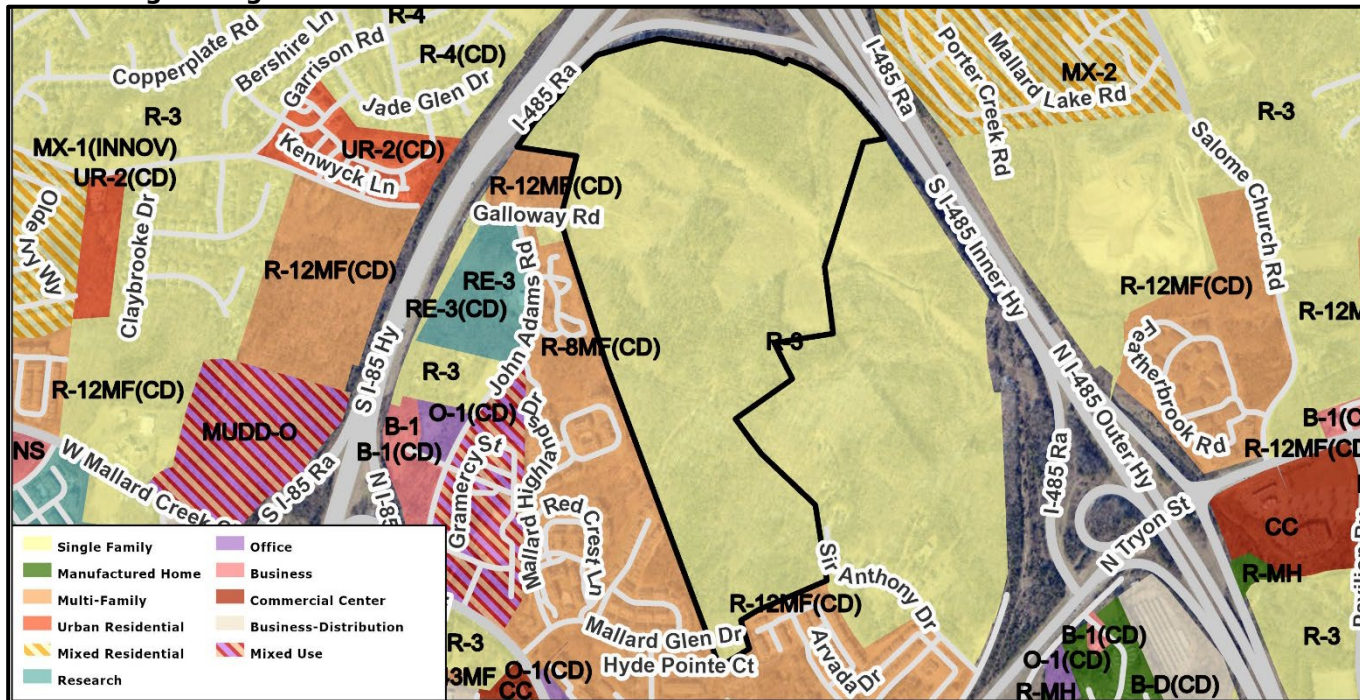 R-4
Copperplate Rd
Bershire Ln
Garrison Rd
R-4(CD)
Jade Glen Dr
I-485 Ra
I-485 Ra
Porter Creek Rd
Mallard Lake Rd
MX-2
R-3
R-3
MX-1(INNOV)
UR-2(CD)
UR-2(CD)
Kenwyck Ln
R-12MF(CD)
Galloway Rd
Salome Church Rd
Olde Ivy Wy
Claybrooke Dr
R-12MF(CD)
RE-3
RE-3(CD)
John Adams Rd
S I-485 Inner Hy
R-12MF(CD)
R-12M
S I-85 Hy
R-3
R-8MF(CD)
R-3
N I-485 Outer Hy
Featherbrook Rd
R-12MF(CD)
O-1(CD)
B-1
B-1(CD)
MUDD-O
Gramercy St
Mallard Highlands Dr
I-485 Ra
R-12MF(CD)
NS
W Mallard Creek
S I-85 Ra
N I-85
Red Crest Ln
Sir Anthony Dr
N Tryon St
CC
R-MH
R-12MF(CD)
Mallard Glen Dr
Hyde Pointe Ct
Arvada Dr
R-3
R-3
B-1(CD)
O-1(CD)
R-MH
B-D(CD)
3MF
O-1(CD)
CC
Single Family
Manufactured Home
Multi-Family
Urban Residential
Mixed Residential
Research
Office
Business
Commercial Center
Business-Distribution
Mixed Use